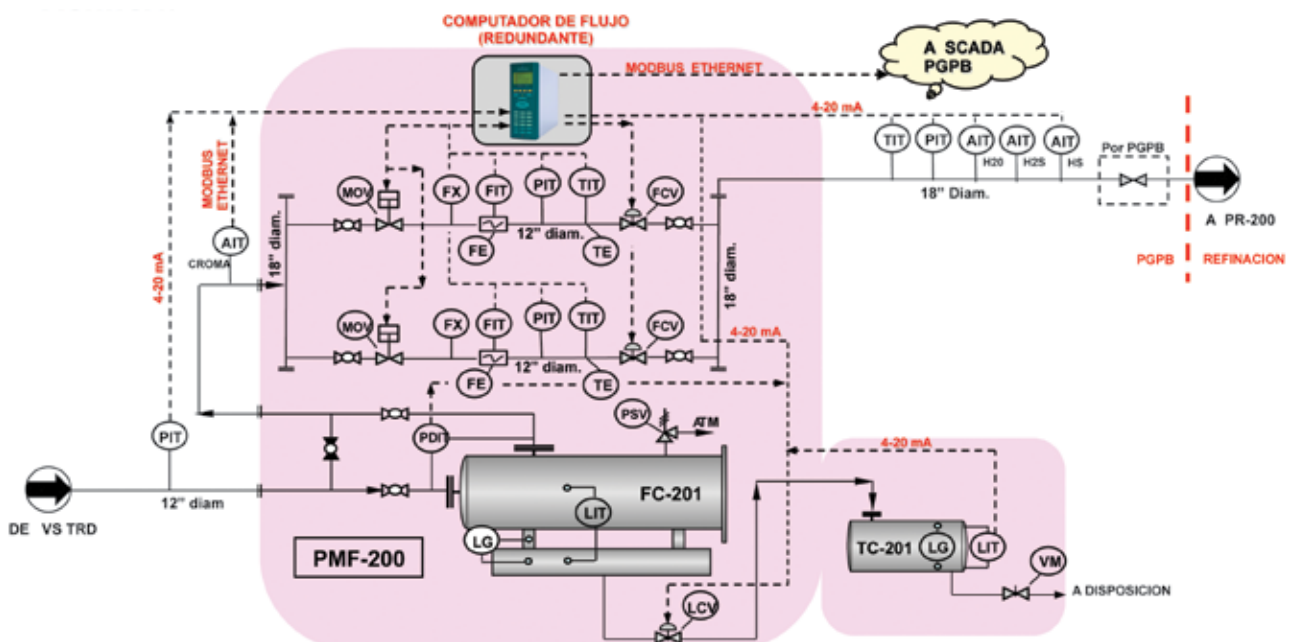 COMPUTADOR DE FLUJO
(REDUNDANTE)
MODBUS ETHERNET
A SCADA
PGPB
4-20 mA
TIT
PIT
AIT
H20
AIT
H2S
AIT
HS
Por PGPB
18" Diam.
A PR-200
PGPB
REFINACION
MODBUS
ETHERNET
4-20 mA
AIT
CROMA
18" diam.
MOV
FX
FIT
PIT
TIT
FCV
FE
12" diam.
TE
18" diam.
MOV
FX
FIT
PIT
TIT
FCV
4-20 mA
FE
12" diam.
TE
PIT
PDIT
PSV
ATM
12" diam
DE VS TRD
FC-201
LIT
LG
PMF-200
LCV
4-20 mA
TC-201
LG
LIT
VM
A DISPOSICION